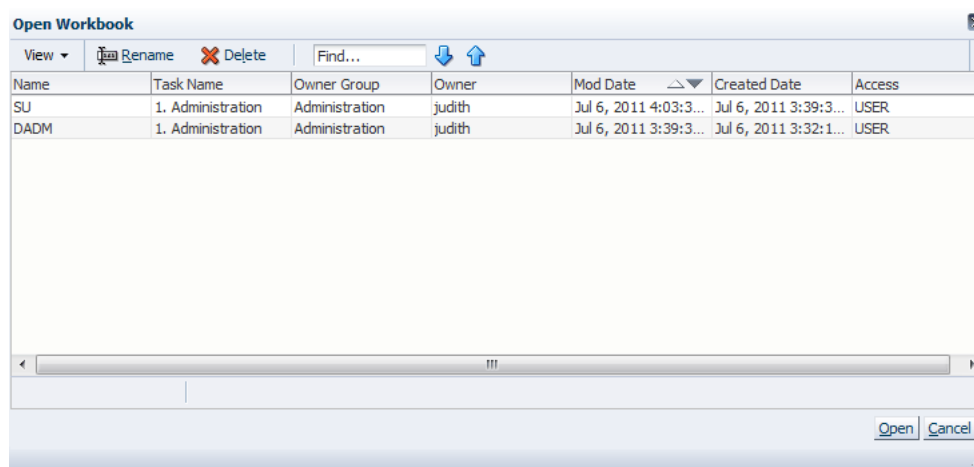 Open Workbook
View Rename Delete Find...
Name Task Name Owner Group Owner Mod Date Created Date Access
SU 1. Administration Administration judith Jul 6, 2011 4:03:3... Jul 6, 2011 3:39:3... USER
DADM 1. Administration Administration judith Jul 6, 2011 3:39:3... Jul 6, 2011 3:32:1... USER
Open Cancel